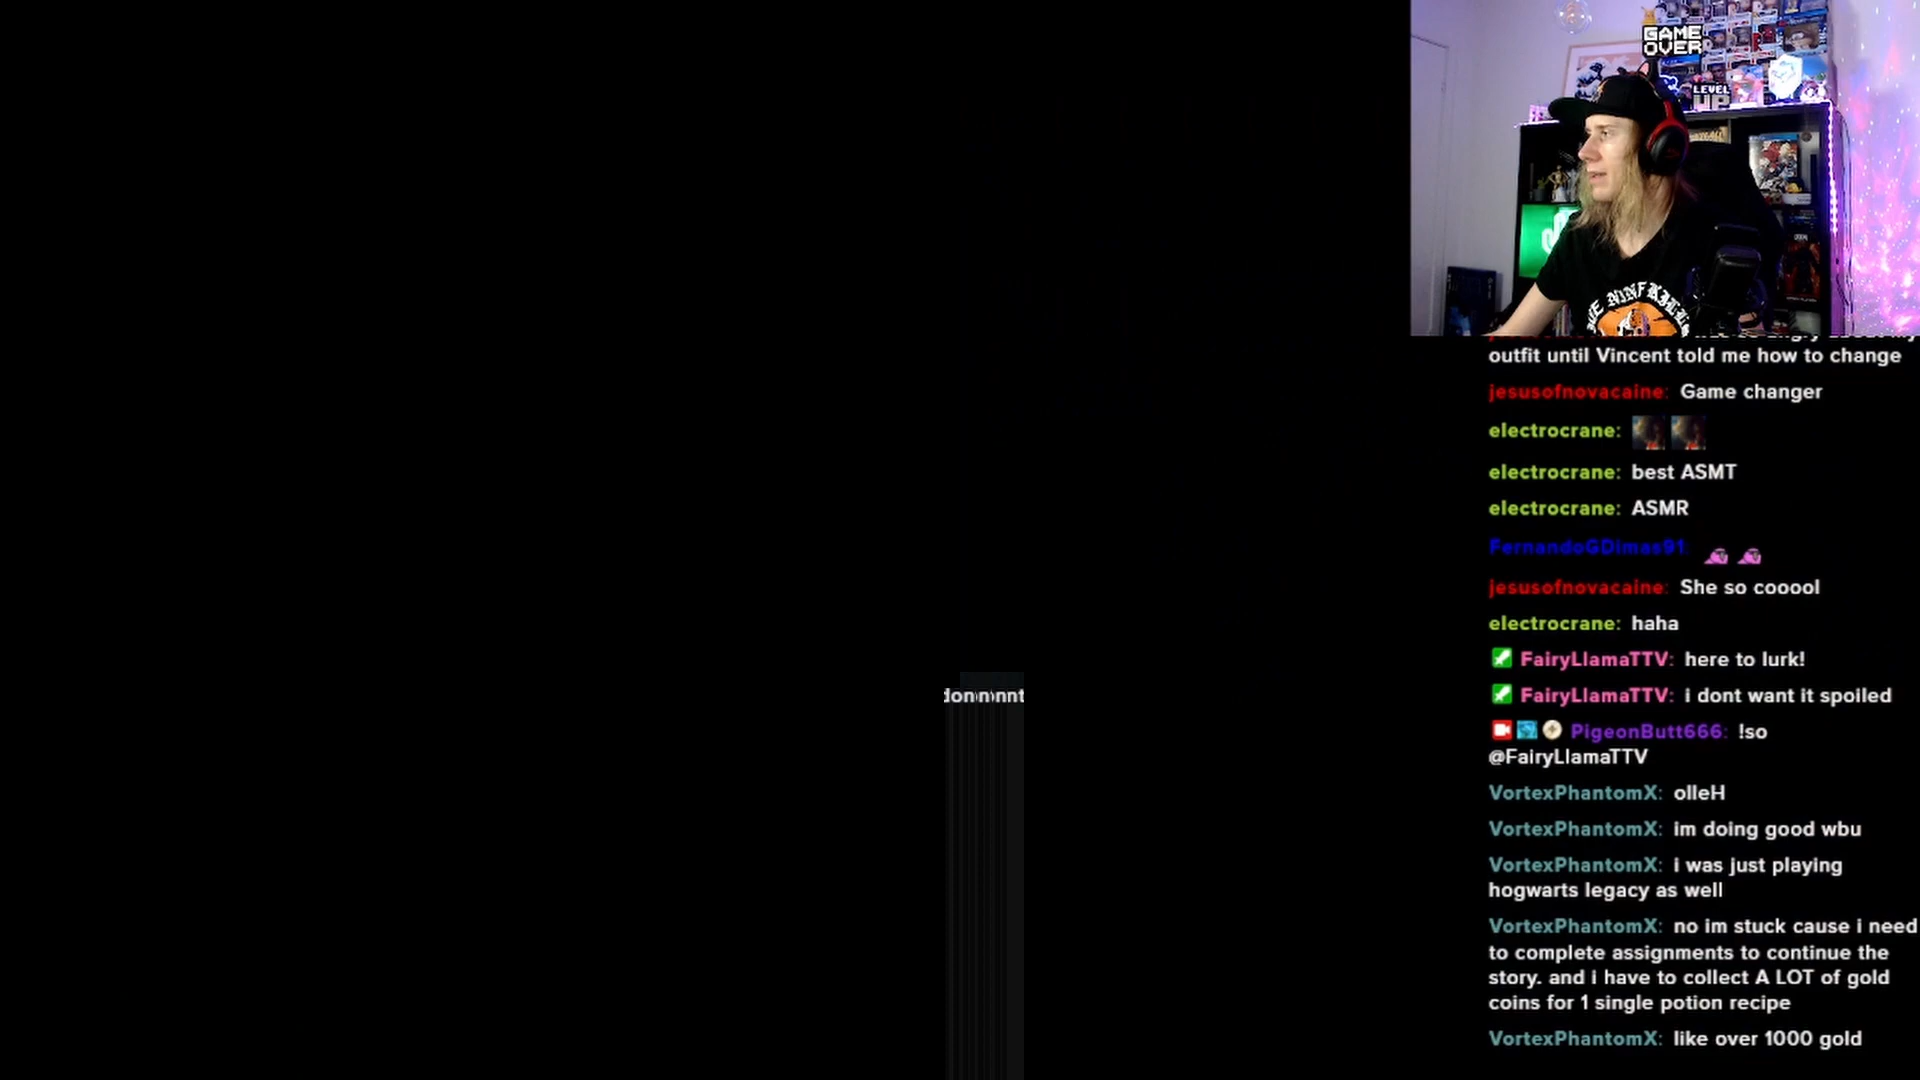 GAME
OVER
LEVEL
UP
outfit until Vincent told me how to change
jesusofnovacaine: Game changer
electrocrane:
electrocrane: best ASMT
electrocrane: ASMR
FernandoGDimas91:
jesusofnovacaine: She so cooool
electrocrane: haha
FairyLlamaTTV: here to lurk!
donnnnnt
FairyLlamaTTV: i dont want it spoiled
PigeonButt666: !so
@FairyLlamaTTV
VortexPhantomX: olleH
VortexPhantomX: im doing good wbu
VortexPhantomX: i was just playing
hogwarts legacy as well
VortexPhantomX: no im stuck cause i need
to complete assignments to continue the
story. and i have to collect A LOT of gold
coins for 1 single potion recipe
VortexPhantomX: like over 1000 gold